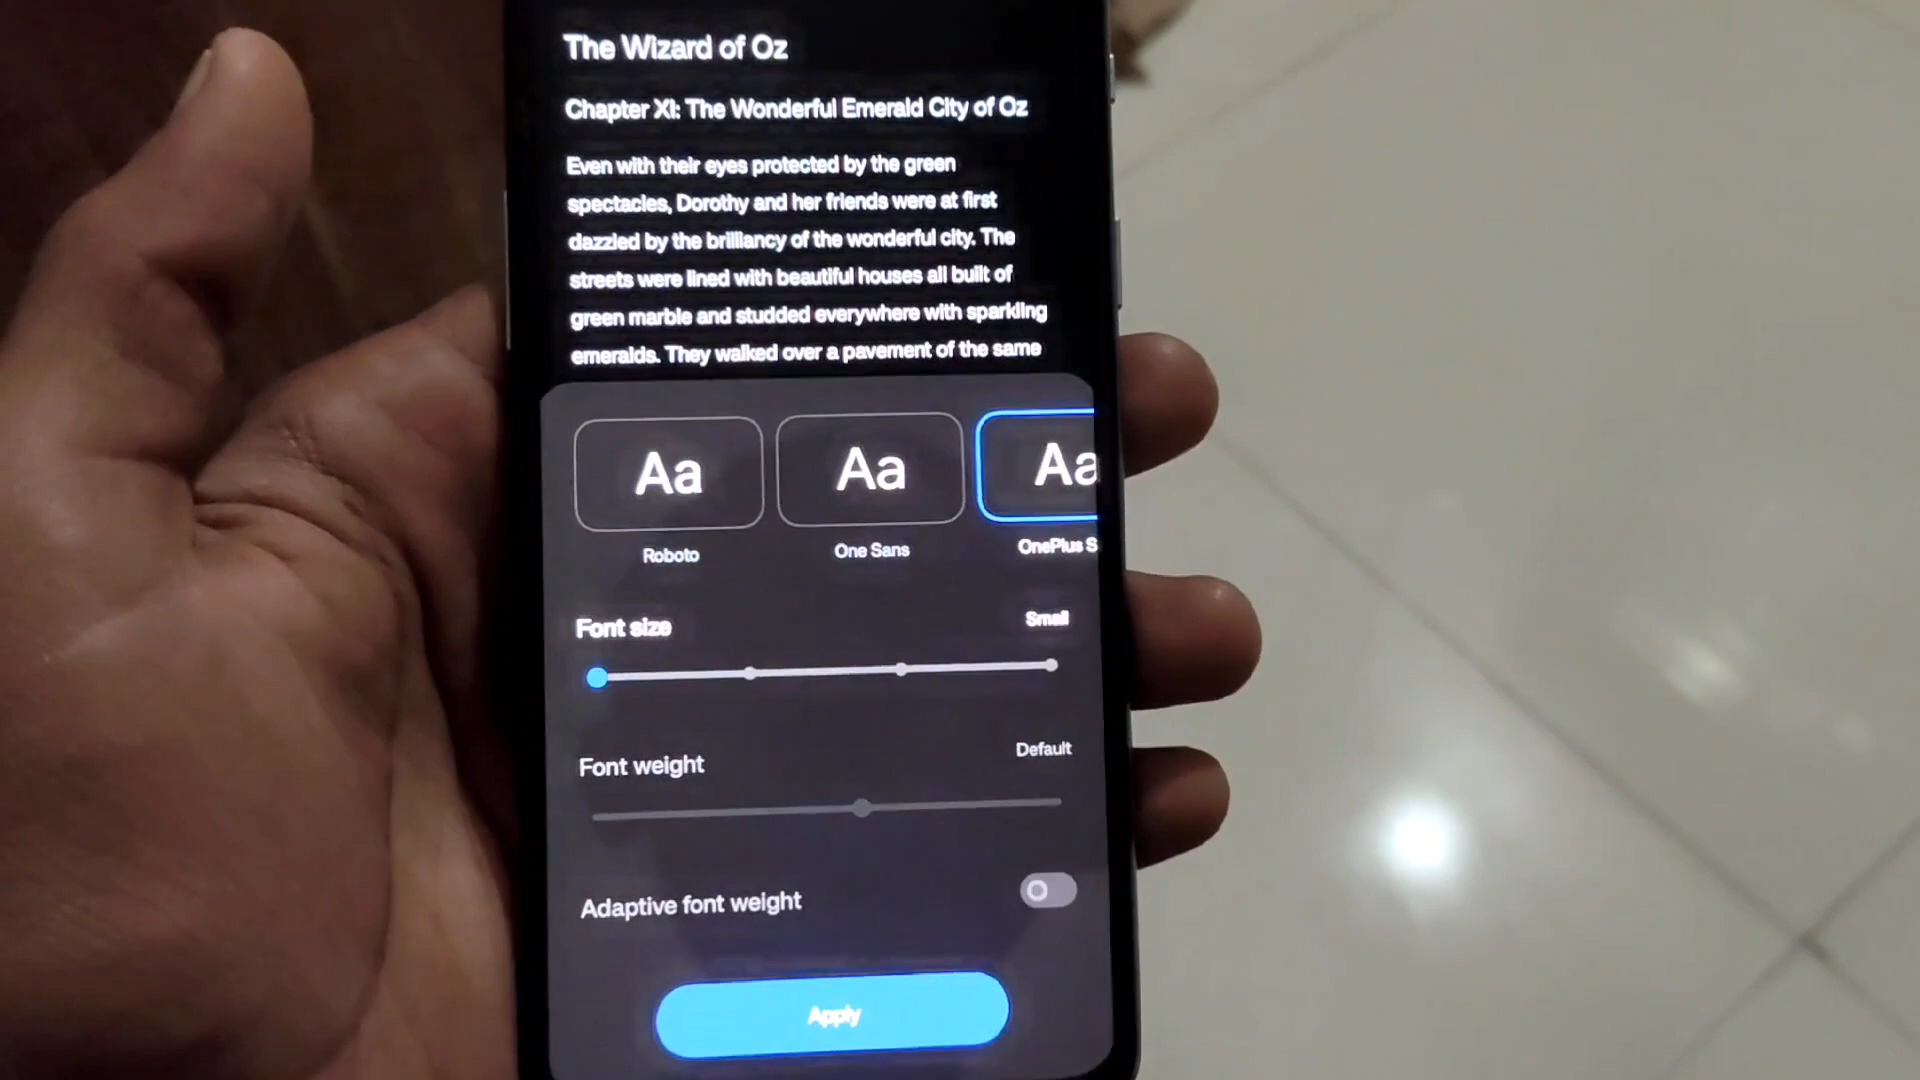 The Wizard of Oz
Chapter XI: The Wonderful Emerald City of Oz
Even with their eyes protected by the green
spectacles, Dorothy and her friends were at first
dazzled by the brilliancy of the wonderful city. The
streets were lined with beautiful houses all built of
green marble and studded everywhere with sparkling
emeralds. They walked over a pavement of the same
Aa Aa Aa
Roboto One Sans OnePlus S
Font size Small
Font weight Default
Adaptive font weight
Apply